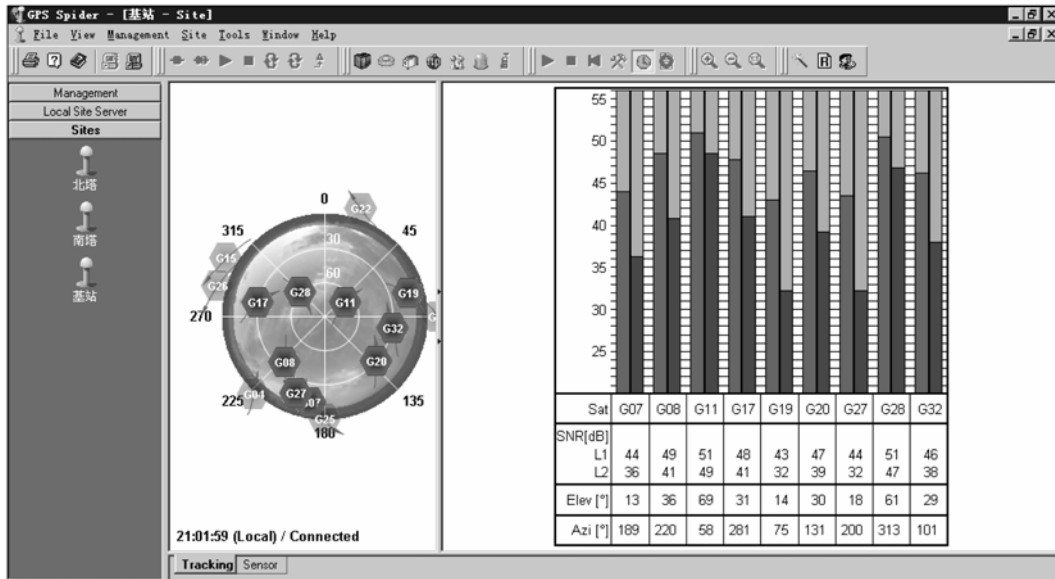 GPS Spider - [基站 - Site]
File View Management Site Tools Window Help
Management
Local Site Server
Sites
北塔
南塔
基站
0
45
135
180
225
270
315
30
60
G22
G15
G26
G17
G28
G11
G19
G32
G08
G20
G04
G27
G25
21:01:59 (Local) / Connected
55
50
45
40
35
30
25
Sat G07 G08 G11 G17 G19 G20 G27 G28 G32
SNR[dB]
L1 44 49 51 48 43 47 44 51 46
L2 36 41 49 41 32 39 32 47 38
Elev [°] 13 36 69 31 14 30 18 61 29
Azi [°] 189 220 58 281 75 131 200 313 101
Tracking Sensor